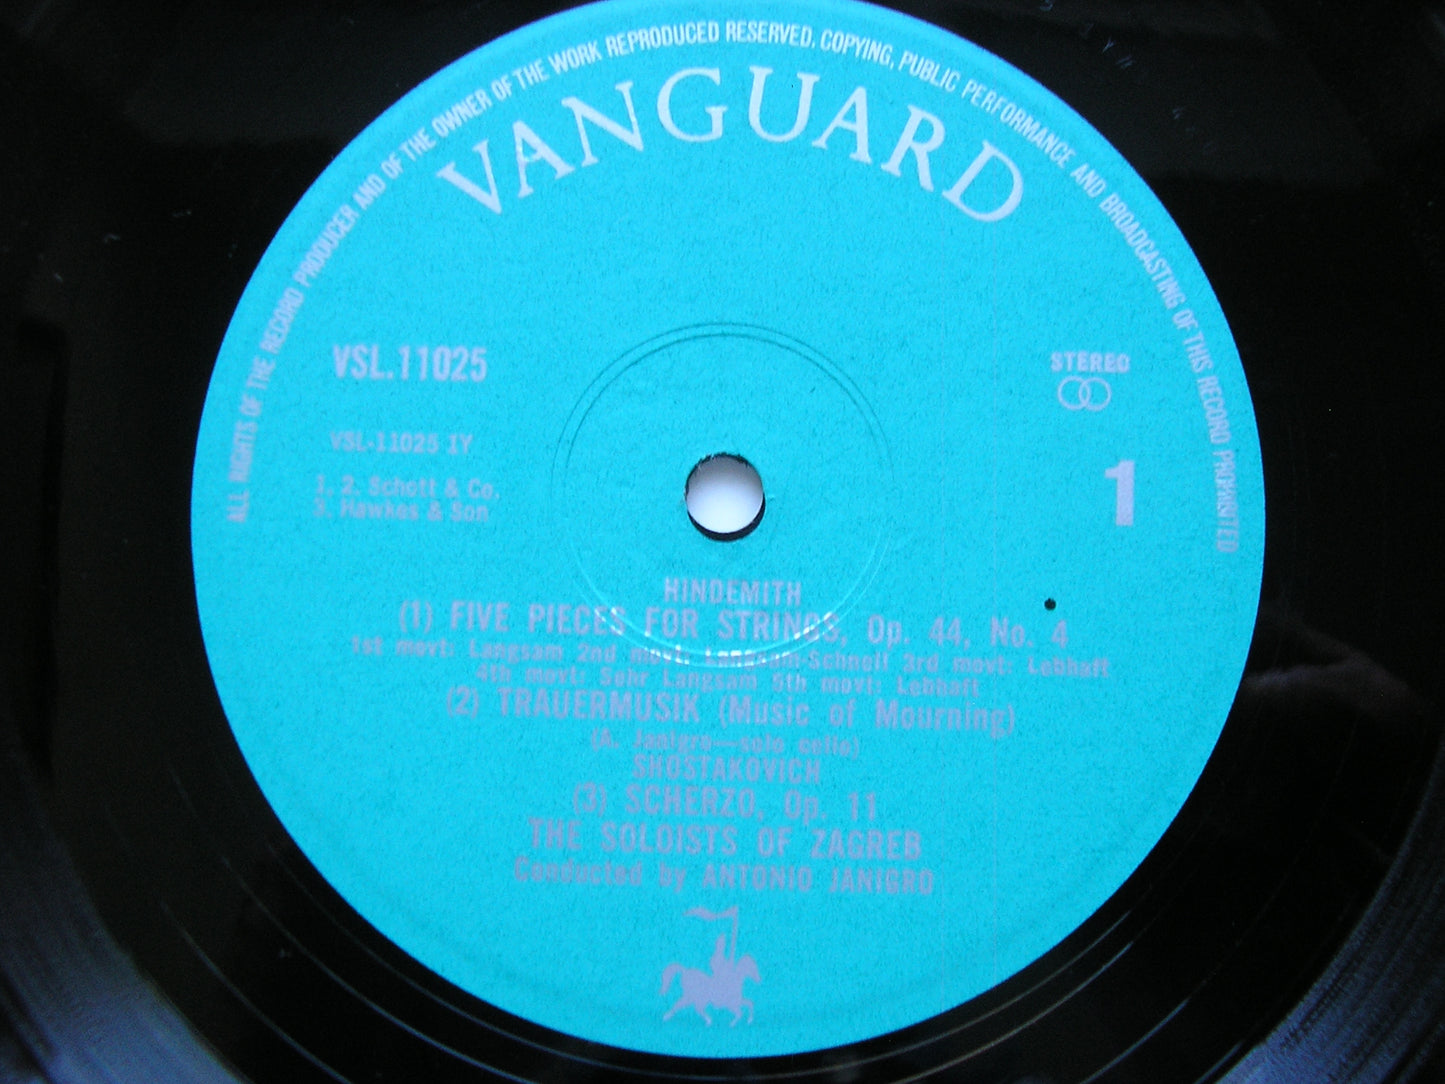 ALL RIGHTS OF THE RECORD PRODUCER AND OF THE OWNER OF THE WORK REPRODUCED RESERVED. COPYING, PUBLIC PERFORMANCE AND BROADCASTING OF THIS RECORD PROHIBITED
VANGUARD
VSL.11025
STEREO
VSL-11025 IY
1. 2. Schott & Co.
3. Hawkes & Son
1
HINDEMITH
(1) FIVE PIECES FOR STRINGS, Op. 44, No. 4
1st movt: Langsam 2nd movt: Langsam-Schnell 3rd movt: Lebhaft
4th movt: Sehr Langsam 5th movt: Lebhaft
(2) TRAUERMUSIK (Music of Mourning)
(A. Janigro—solo cello)
SHOSTAKOVICH
(3) SCHERZO, Op. 11
THE SOLOISTS OF ZAGREB
Conducted by ANTONIO JANIGRO